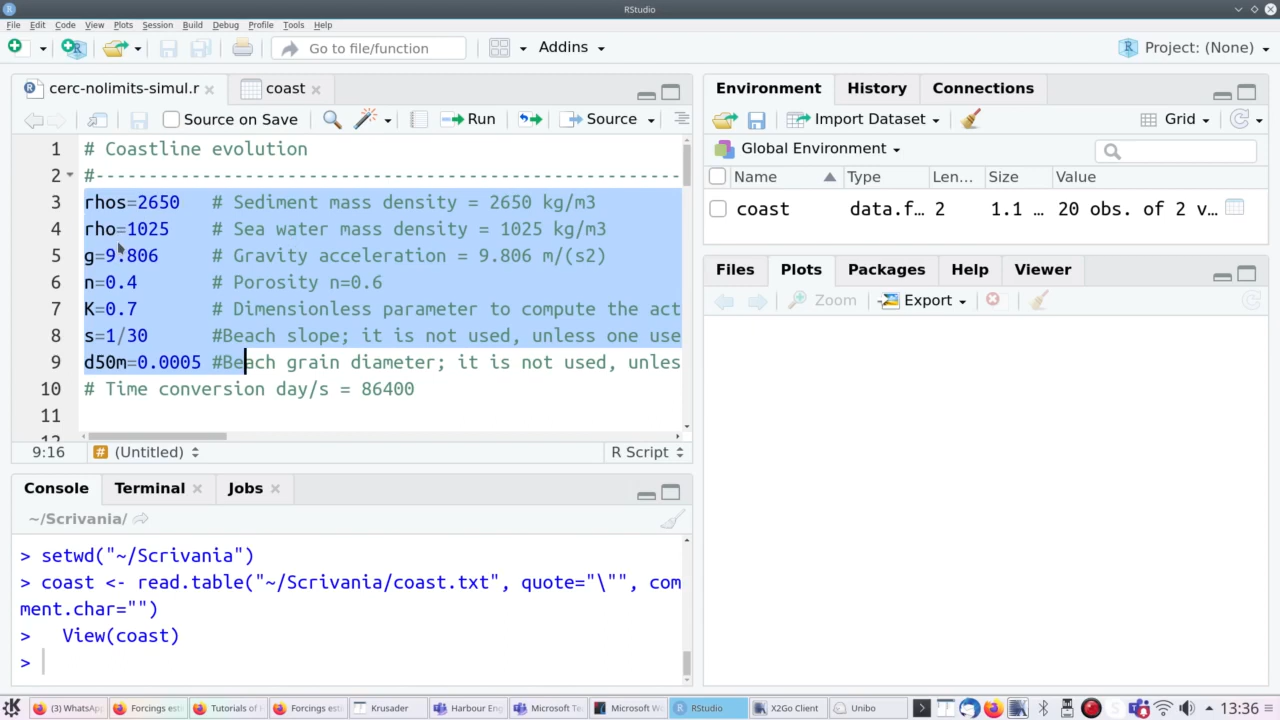 RStudio
File Edit Code View Plots Session Build Debug Profile Tools Help
Go to file/function Addins Project: (None)
cerc-nolimits-simul.r coast
Source on Save Run Source
1 # Coastline evolution
2 #-------------------------------------------------------
3 rhos=2650 # Sediment mass density = 2650 kg/m3
4 rho=1025 # Sea water mass density = 1025 kg/m3
5 g=9.806 # Gravity acceleration = 9.806 m/(s2)
6 n=0.4 # Porosity n=0.6
7 K=0.7 # Dimensionless parameter to compute the act
8 s=1/30 #Beach slope; it is not used, unless one use
9 d50m=0.0005 #Beach grain diameter; it is not used, unles
10 # Time conversion day/s = 86400
11
12
9:16 # (Untitled) R Script
Console Terminal Jobs
~/Scrivania/
> setwd("~/Scrivania")
> coast <- read.table("~/Scrivania/coast.txt", quote="\"", com
ment.char="")
> View(coast)
>
Environment History Connections
Import Dataset Grid
Global Environment
Name Type Len... Size Value
coast data.f... 2 1.1 ... 20 obs. of 2 v...
Files Plots Packages Help Viewer
Zoom Export
(3) WhatsApp Forcings est Tutorials of Forcings est Krusader Harbour Eng Microsoft Te Microsoft W RStudio X2Go Client Unibo 13:36